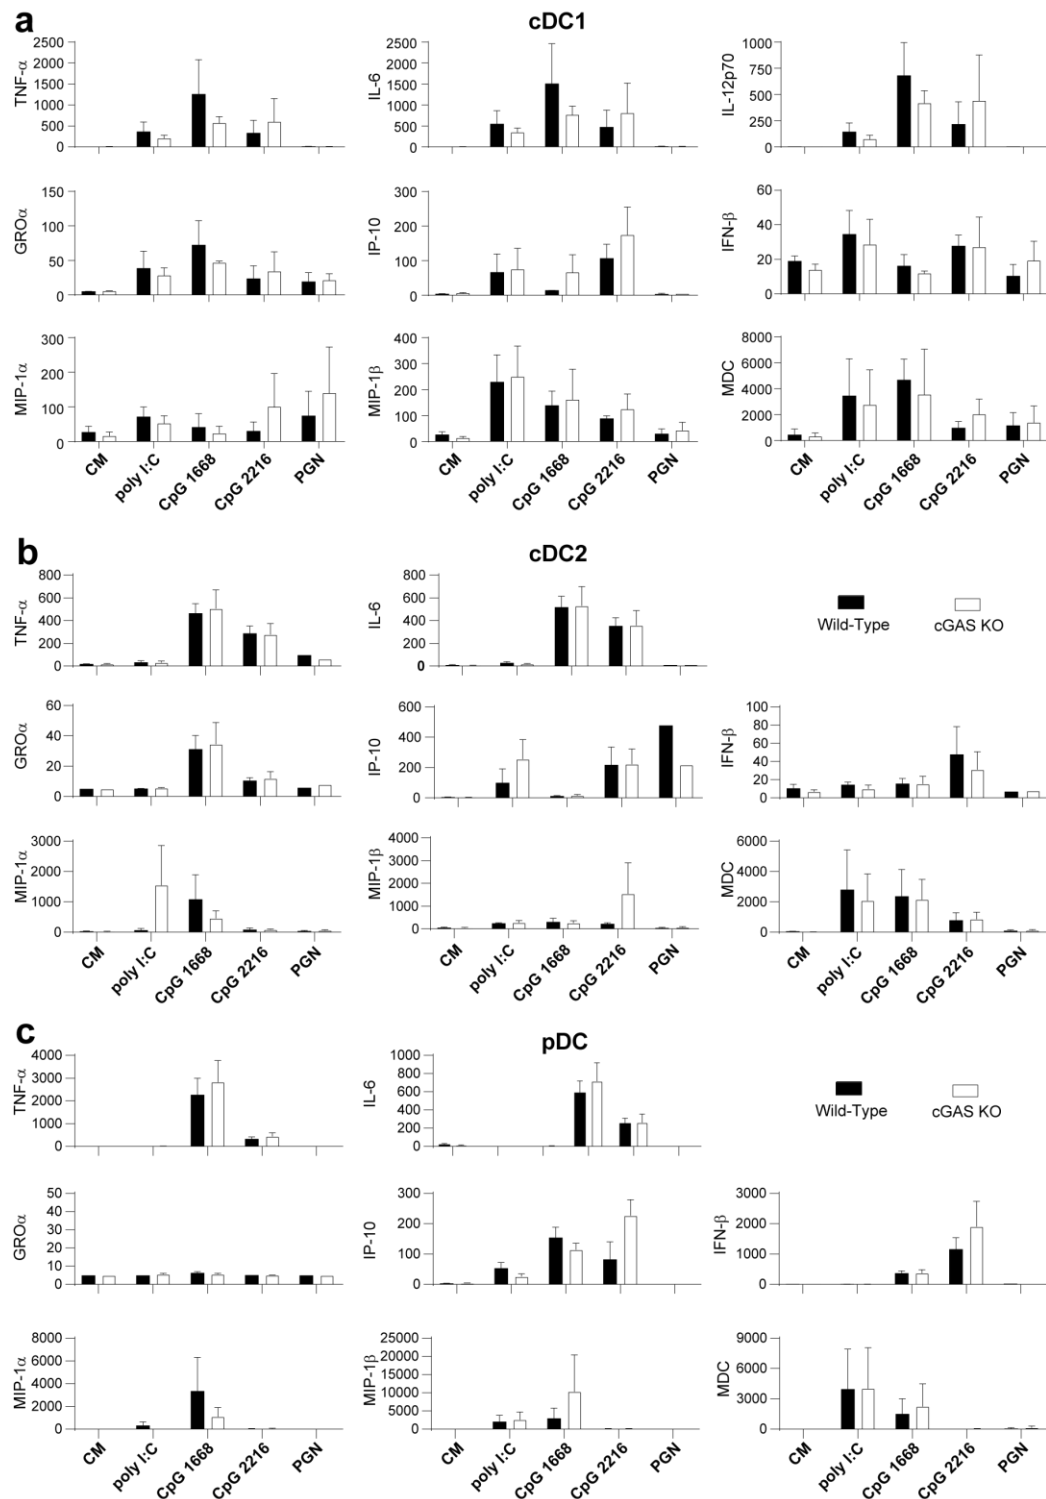 a
cDC1
TNF-α
2500
2000
1500
1000
500
0
IL-6
2500
2000
1500
1000
500
0
IL-12p70
1000
750
500
250
0
GROα
150
100
50
0
IP-10
300
200
100
0
IFN-β
60
40
20
0
MIP-1α
300
200
100
0
MIP-1β
400
300
200
100
0
MDC
8000
6000
4000
2000
0
CM poly I:C CpG 1668 CpG 2216 PGN
CM poly I:C CpG 1668 CpG 2216 PGN
CM poly I:C CpG 1668 CpG 2216 PGN
b
cDC2
TNF-α
800
600
400
200
0
IL-6
800
600
400
200
0
Wild-Type cGAS KO
GROα
60
40
20
0
IP-10
600
400
200
0
IFN-β
100
80
60
40
20
0
MIP-1α
3000
2000
1000
0
MIP-1β
4000
3000
2000
1000
0
MDC
6000
4000
2000
0
CM poly I:C CpG 1668 CpG 2216 PGN
CM poly I:C CpG 1668 CpG 2216 PGN
CM poly I:C CpG 1668 CpG 2216 PGN
c
pDC
TNF-α
4000
3000
2000
1000
0
IL-6
1000
800
600
400
200
0
Wild-Type cGAS KO
GROα
50
40
30
20
10
0
IP-10
300
200
100
0
IFN-β
3000
2000
1000
0
MIP-1α
8000
6000
4000
2000
0
MIP-1β
25000
20000
15000
10000
5000
0
MDC
9000
6000
3000
0
CM poly I:C CpG 1668 CpG 2216 PGN
CM poly I:C CpG 1668 CpG 2216 PGN
CM poly I:C CpG 1668 CpG 2216 PGN